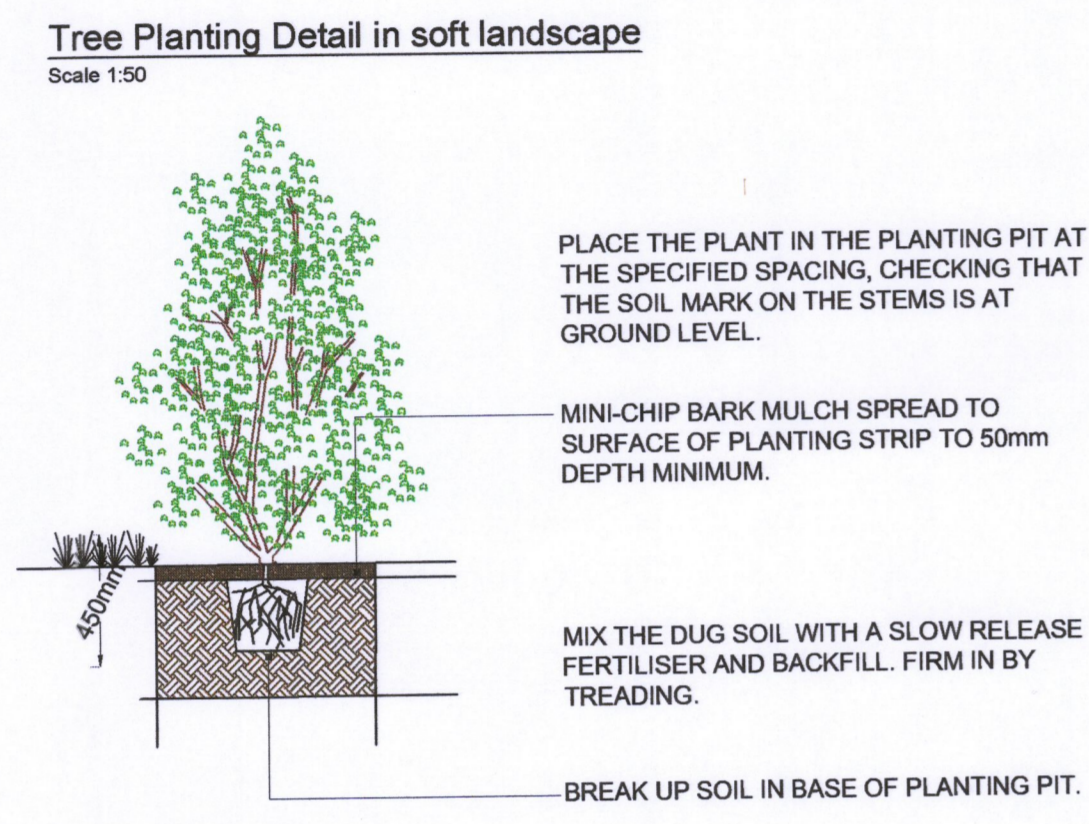 Tree Planting Detail in soft landscape
Scale 1:50
PLACE THE PLANT IN THE PLANTING PIT AT
THE SPECIFIED SPACING, CHECKING THAT
THE SOIL MARK ON THE STEMS IS AT
GROUND LEVEL.
MINI-CHIP BARK MULCH SPREAD TO
SURFACE OF PLANTING STRIP TO 50mm
DEPTH MINIMUM.
450mm
MIX THE DUG SOIL WITH A SLOW RELEASE
FERTILISER AND BACKFILL. FIRM IN BY
TREADING.
BREAK UP SOIL IN BASE OF PLANTING PIT.